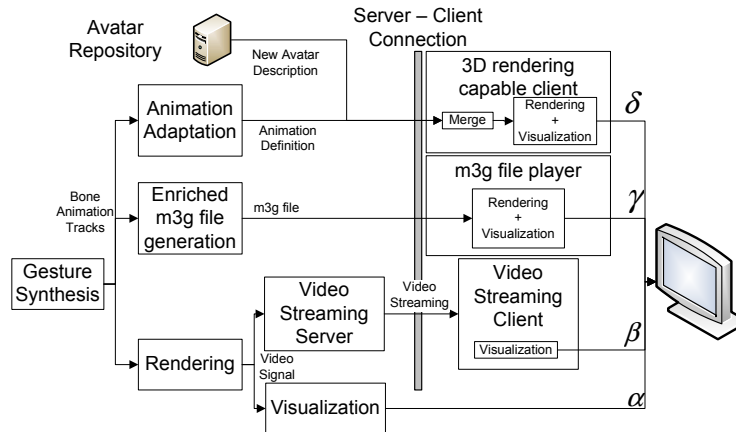 Avatar
Repository
Server – Client
Connection
New Avatar
Description
3D rendering
capable client
Merge
Rendering
+
Visualization
δ
Animation
Adaptation
Animation
Definition
m3g file player
Rendering
+
Visualization
γ
Bone
Animation
Tracks
Enriched
m3g file
generation
m3g file
Gesture
Synthesis
Video
Streaming
Server
Video
Streaming
Video
Streaming
Client
Visualization
β
Rendering
Video
Signal
Visualization
α